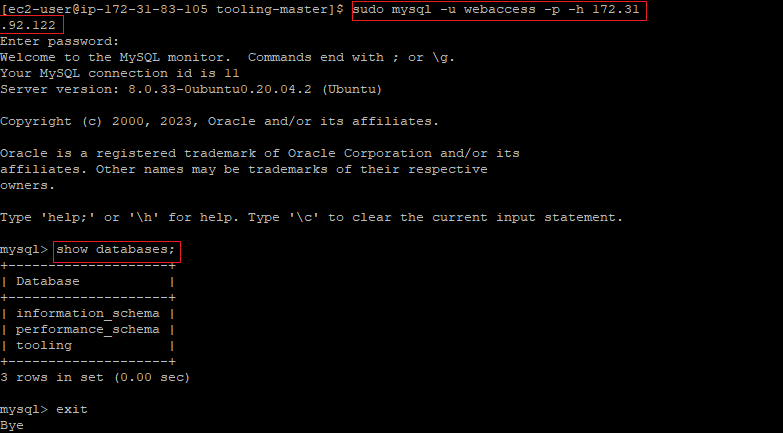 [ec2-user@ip-172-31-83-105 tooling-master]$ sudo mysql -u webaccess -p -h 172.31
.92.122
Enter password:
Welcome to the MySQL monitor.  Commands end with ; or \g.
Your MySQL connection id is 11
Server version: 8.0.33-0ubuntu0.20.04.2 (Ubuntu)

Copyright (c) 2000, 2023, Oracle and/or its affiliates.

Oracle is a registered trademark of Oracle Corporation and/or its
affiliates. Other names may be trademarks of their respective
owners.

Type 'help;' or '\h' for help. Type '\c' to clear the current input statement.

mysql> show databases;
+--------------------+
| Database           |
+--------------------+
| information_schema |
| performance_schema |
| tooling            |
+--------------------+
3 rows in set (0.00 sec)

mysql> exit
Bye